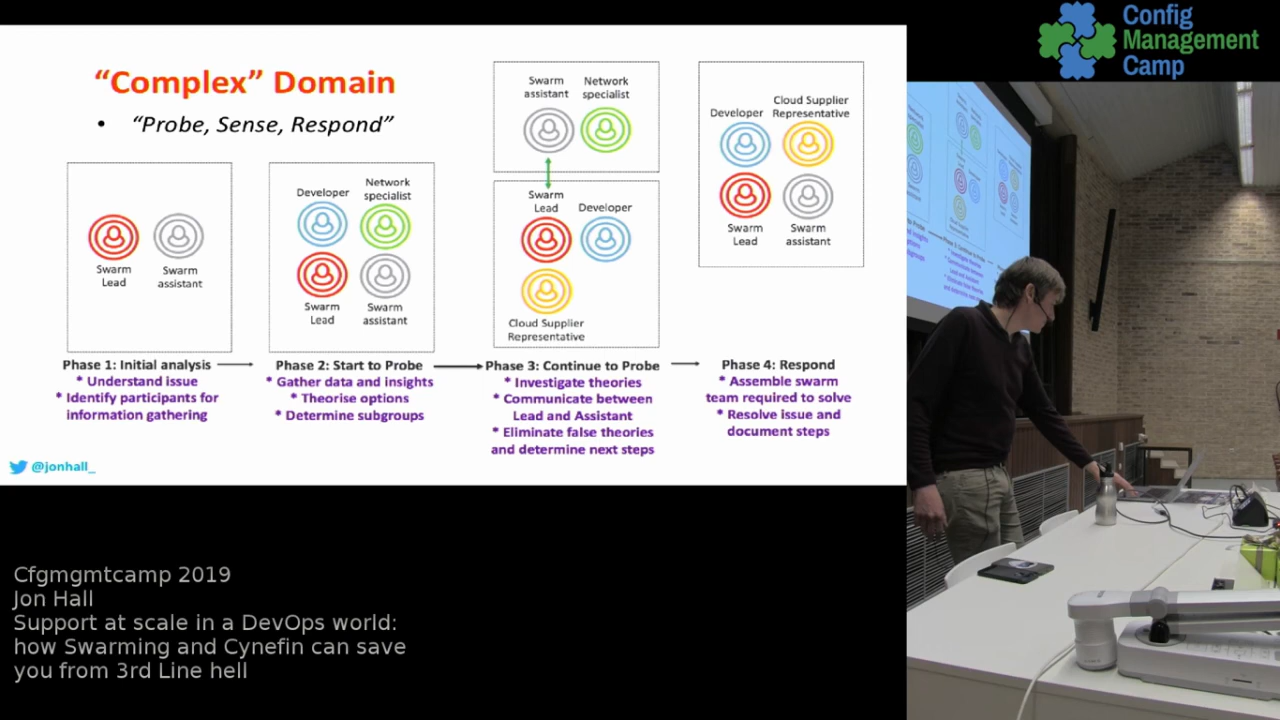 Config
Management
Camp
“Complex” Domain
• “Probe, Sense, Respond”
Swarm
Lead
Swarm
assistant
Phase 1: Initial analysis
* Understand issue
* Identify participants for
information gathering
Developer
Network
specialist
Swarm
Lead
Swarm
assistant
Phase 2: Start to Probe
* Gather data and insights
* Theorise options
* Determine subgroups
Swarm
assistant
Network
specialist
Swarm
Lead
Developer
Cloud Supplier
Representative
Phase 3: Continue to Probe
* Investigate theories
* Communicate between
Lead and Assistant
* Eliminate false theories
and determine next steps
Developer
Cloud Supplier
Representative
Swarm
Lead
Swarm
assistant
Phase 4: Respond
* Assemble swarm
team required to solve
* Resolve issue and
document steps
@jonhall_
Cfgmgmtcamp 2019
Jon Hall
Support at scale in a DevOps world:
how Swarming and Cynefin can save
you from 3rd Line hell